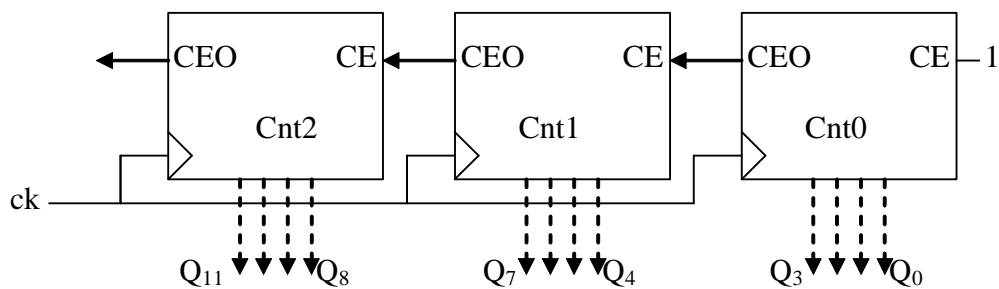 CEO CE CEO CE CEO CE 1
Cnt2 Cnt1 Cnt0
ck
Q11 Q8 Q7 Q4 Q3 Q0